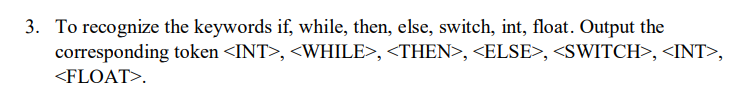 3. To recognize the keywords if, while, then, else, switch, int, float. Output the
corresponding token <INT>, <WHILE>, <THEN>, <ELSE>, <SWITCH>, <INT>,
<FLOAT>.